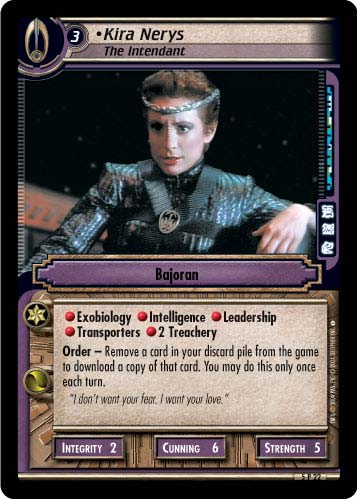 3
•Kira Nerys
The Intendant
Bajoran
Exobiology Intelligence Leadership
Transporters 2 Treachery
Order – Remove a card in your discard pile from the game
to download a copy of that card. You may do this only once
each turn.
"I don't want your fear. I want your love."
INTEGRITY 2 CUNNING 6 STRENGTH 5
5 P 22